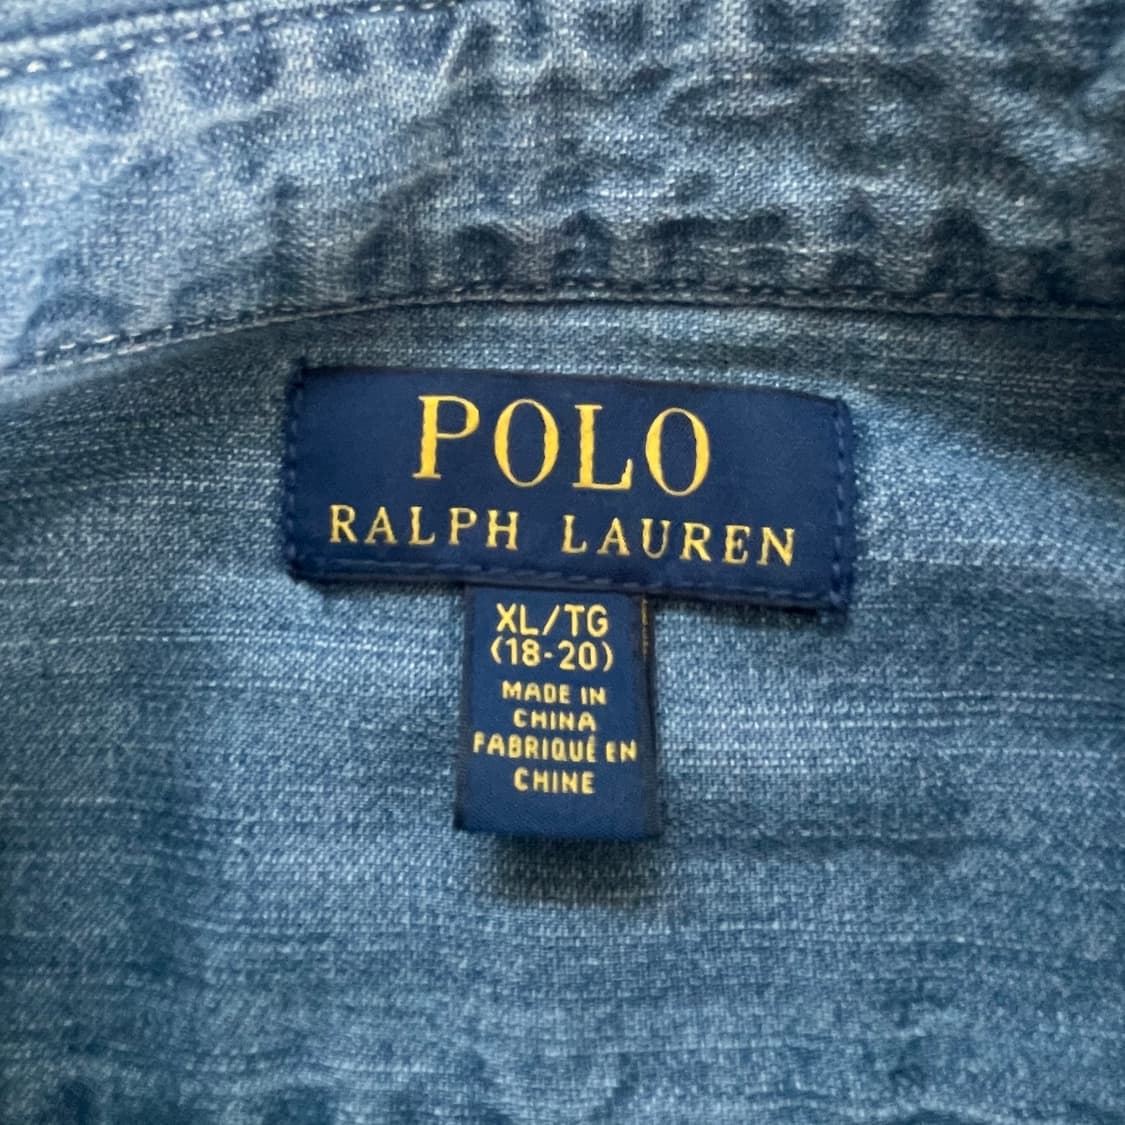 POLO
RALPH LAUREN
XL/TG
(18-20)
MADE IN
CHINA
FABRIQUÉ EN
CHINE